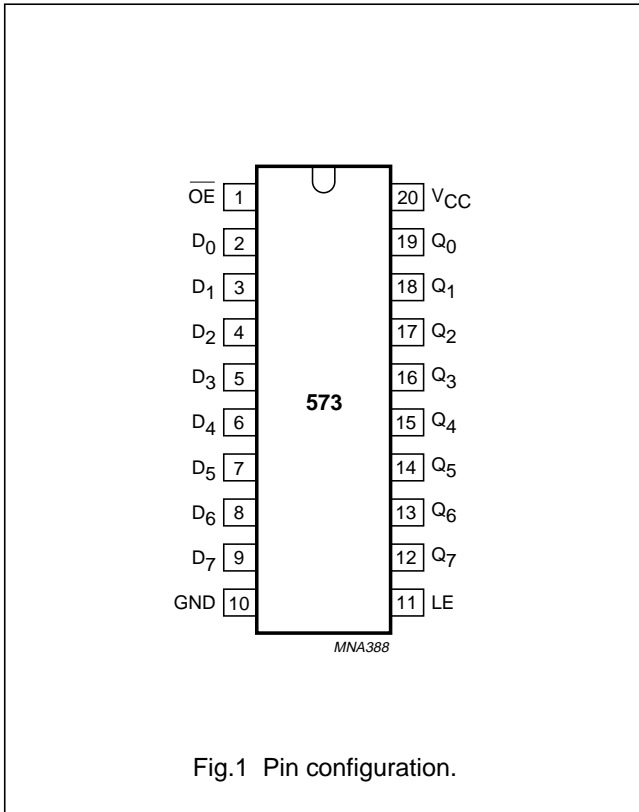 OE 1 20 VCC
D0 2 19 Q0
D1 3 18 Q1
D2 4 17 Q2
D3 5 16 Q3
573
D4 6 15 Q4
D5 7 14 Q5
D6 8 13 Q6
D7 9 12 Q7
GND 10 11 LE
MNA388
Fig.1 Pin configuration.